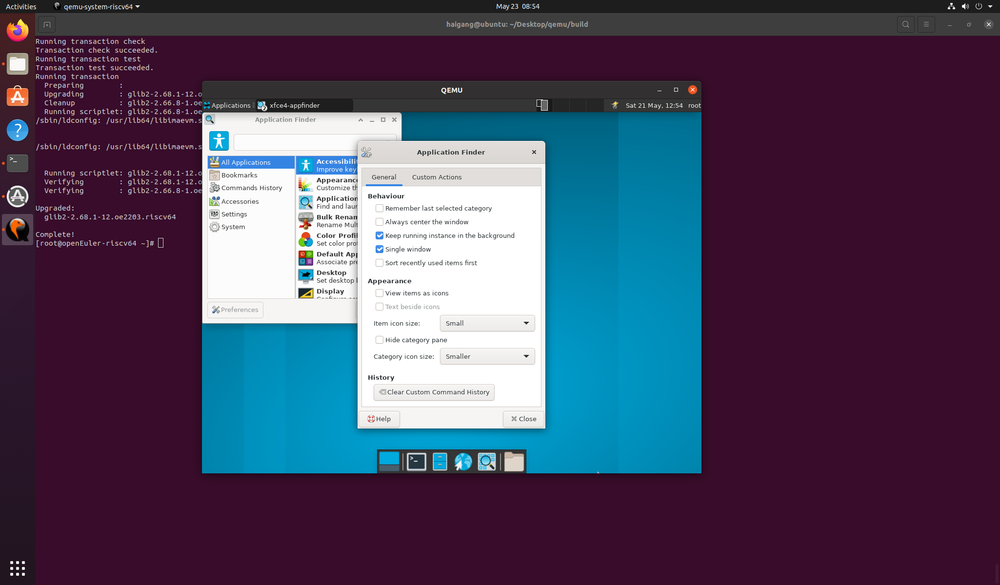 Activities
qemu-system-riscv64
May 23 08:54
haigang@ubuntu: ~/Desktop/qemu/build
Running transaction check
Transaction check succeeded.
Running transaction test
Transaction test succeeded.
Running transaction
Preparing :
Upgrading : glib2-2.68.1-12.o
Cleanup : glib2-2.66.8-1.oe
Running scriptlet: glib2-2.66.8-1.oe
/sbin/ldconfig: /usr/lib64/libimaevm.s
/sbin/ldconfig: /usr/lib64/libimaevm.s
Running scriptlet: glib2-2.68.1-12.o
Verifying : glib2-2.68.1-12.o
Verifying : glib2-2.66.8-1.oe
Upgraded:
glib2-2.68.1-12.oe2203.riscv64
Complete!
[root@openEuler-riscv64 ~]#
QEMU
Applications
2
xfce4-appfinder
Sat 21 May, 12:54
root
Application Finder
All Applications
Bookmarks
Commands History
Accessories
Settings
System
Accessibilit
Improve key
Appearanc
Customize th
Application
Find and lau
Bulk Renam
Rename Mult
Color Profil
Set color prof
Default App
Associate pre
Desktop
Set desktop b
Display
Preferences
Application Finder
General
Custom Actions
Behaviour
Remember last selected category
Always center the window
Keep running instance in the background
Single window
Sort recently used items first
Appearance
View items as icons
Text beside icons
Item icon size:
Small
Hide category pane
Category icon size:
Smaller
History
Clear Custom Command History
Help
Close